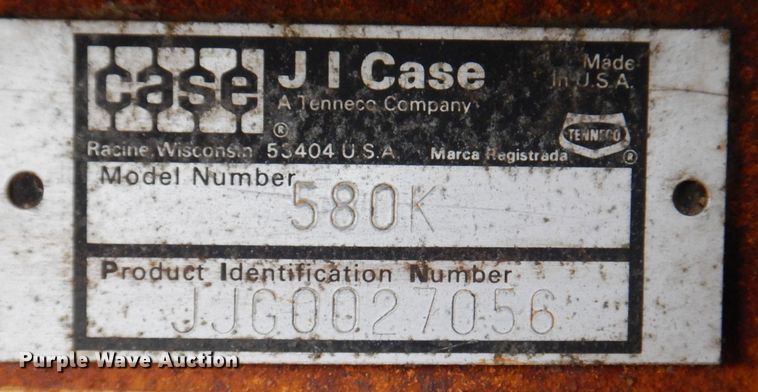 case
J I Case
A Tenneco Company
Made
in U.S.A.
TENNECO
®
®
Racine, Wisconsin 53404 U.S.A.
Marca Registrada
Model Number
580K
Product Identification Number
JJG0027056
Purple Wave Auction